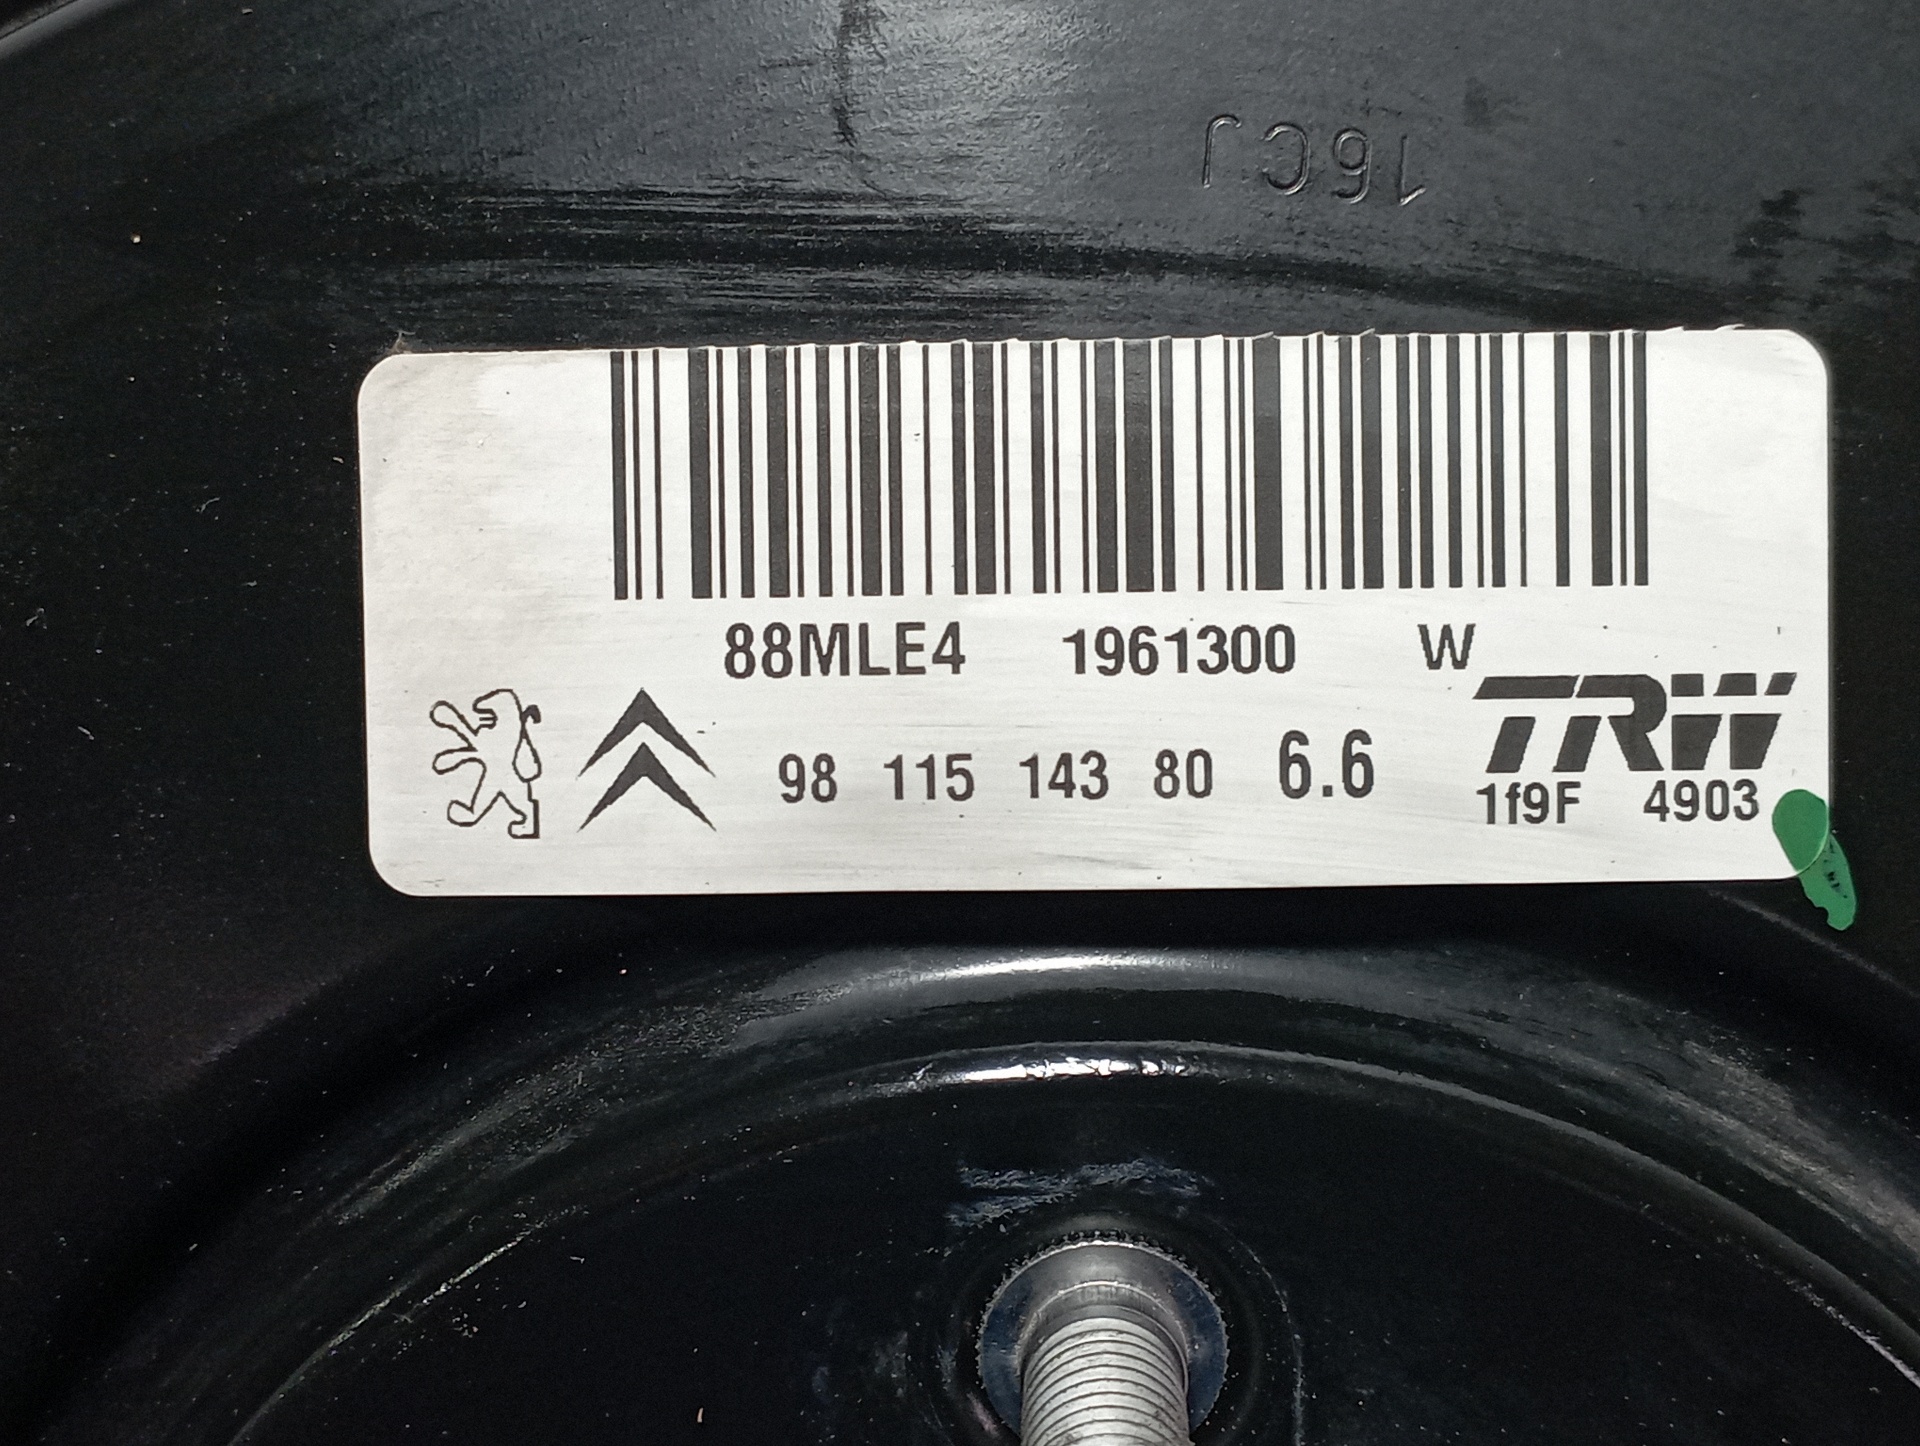 16CJ
88MLE4 1961300 W
TRW
98 115 143 80 6.6
1f9F 4903